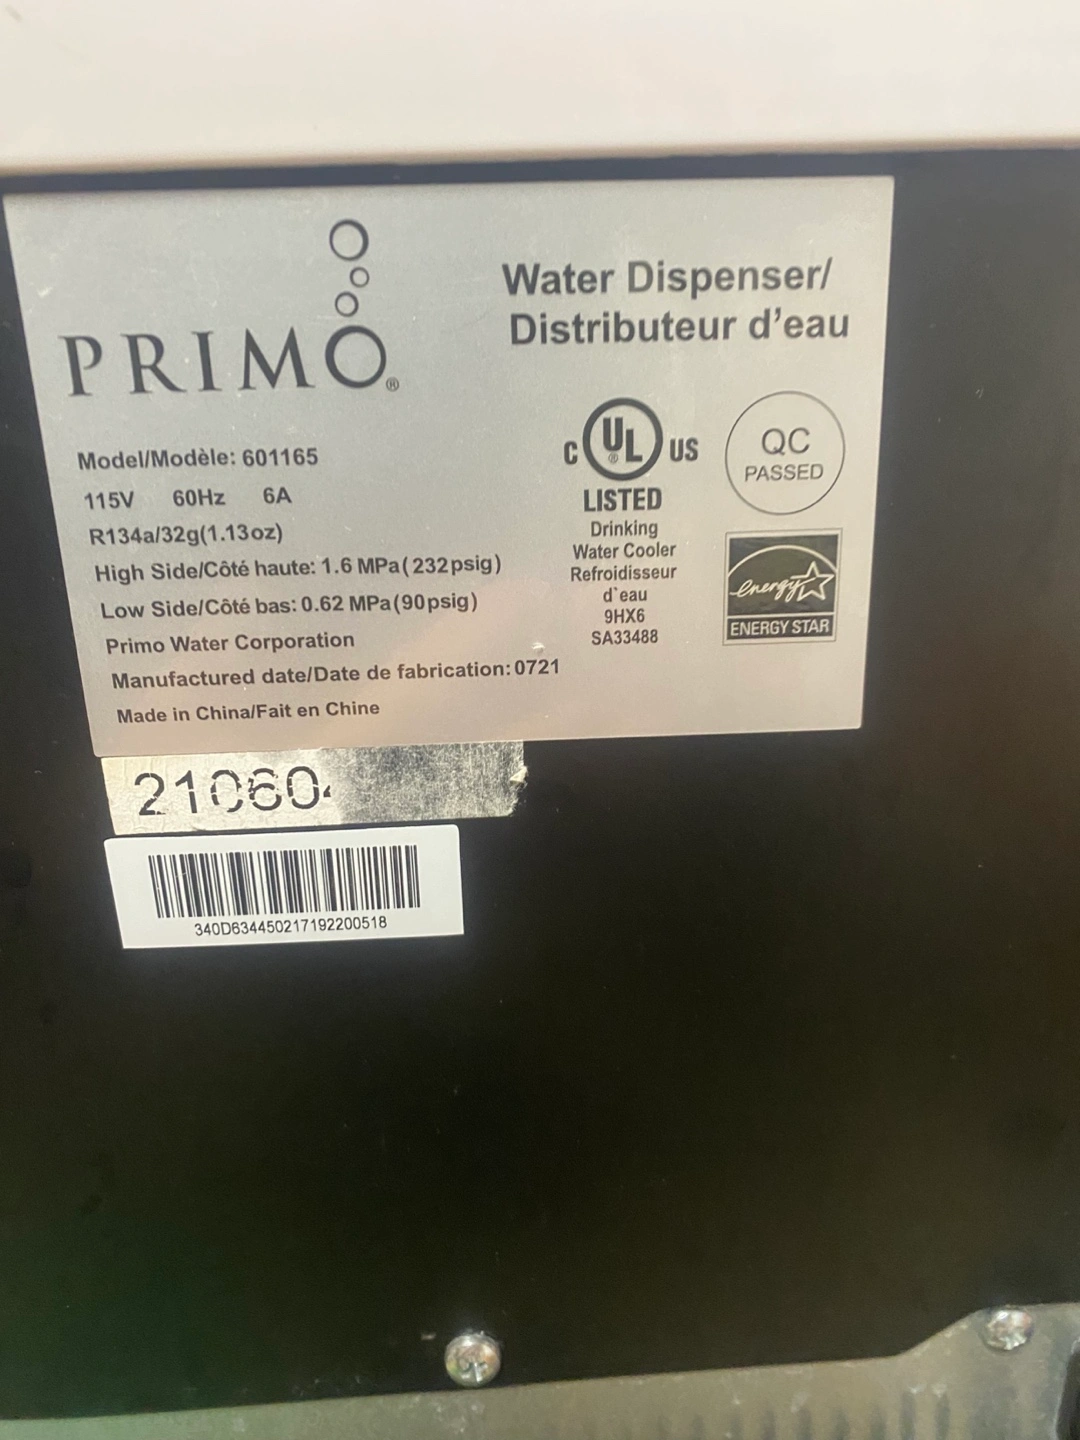 PRIMO®
Water Dispenser/
Distributeur d'eau
Model/Modèle: 601165
115V 60Hz 6A
R134a/32g(1.13oz)
High Side/Côté haute: 1.6 MPa(232psig)
Low Side/Côté bas: 0.62 MPa(90psig)
Primo Water Corporation
Manufactured date/Date de fabrication: 0721
Made in China/Fait en Chine
C UL® US
LISTED
Drinking
Water Cooler
Refroidisseur
d`eau
9HX6
SA33488
QC
PASSED
energy
ENERGY STAR
21060
340D634450217192200518